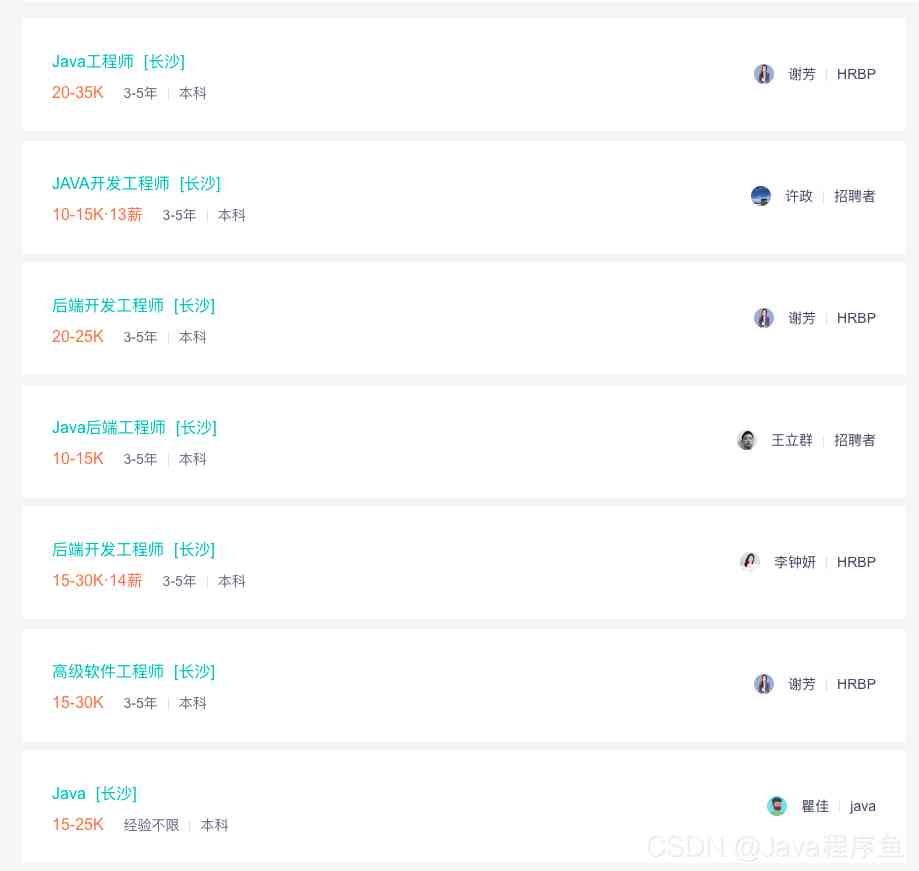 Java工程师 [长沙]
谢芳 | HRBP
20-35K 3-5年 | 本科
JAVA开发工程师 [长沙]
许政 | 招聘者
10-15K·13薪 3-5年 | 本科
后端开发工程师 [长沙]
谢芳 | HRBP
20-25K 3-5年 | 本科
Java后端工程师 [长沙]
王立群 | 招聘者
10-15K 3-5年 | 本科
后端开发工程师 [长沙]
李钟妍 | HRBP
15-30K·14薪 3-5年 | 本科
高级软件工程师 [长沙]
谢芳 | HRBP
15-30K 3-5年 | 本科
Java [长沙]
瞿佳 | java
15-25K 经验不限 | 本科
CSDN @Java程序鱼